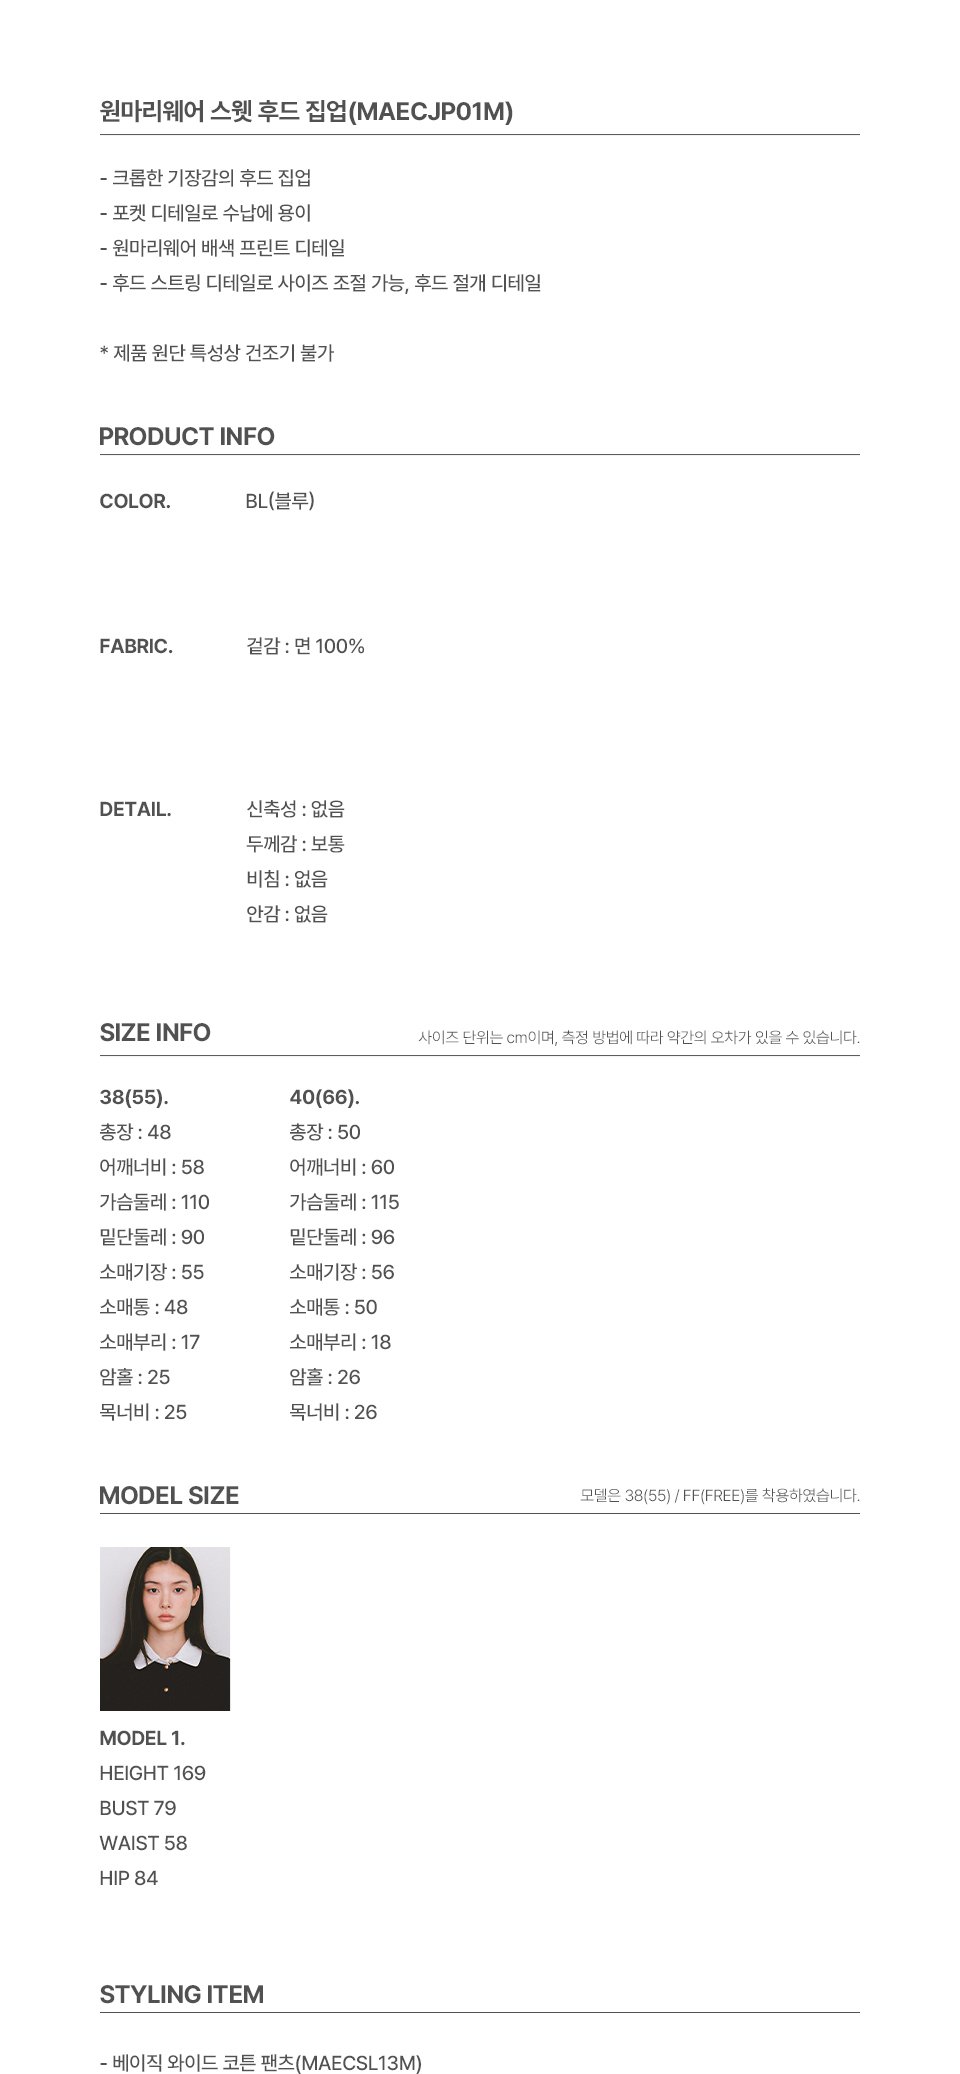 원마리웨어 스웻 후드 집업(MAECJP01M)
- 크롭한 기장감의 후드 집업
- 포켓 디테일로 수납에 용이
- 원마리웨어 배색 프린트 디테일
- 후드 스트링 디테일로 사이즈 조절 가능, 후드 절개 디테일
* 제품 원단 특성상 건조기 불가
PRODUCT INFO
COLOR. BL(블루)
FABRIC. 겉감 : 면 100%
DETAIL. 신축성 : 없음
두께감 : 보통
비침 : 없음
안감 : 없음
SIZE INFO 사이즈 단위는 cm이며, 측정 방법에 따라 약간의 오차가 있을 수 있습니다.
38(55). 40(66).
총장 : 48 총장 : 50
어깨너비 : 58 어깨너비 : 60
가슴둘레 : 110 가슴둘레 : 115
밑단둘레 : 90 밑단둘레 : 96
소매기장 : 55 소매기장 : 56
소매통 : 48 소매통 : 50
소매부리 : 17 소매부리 : 18
암홀 : 25 암홀 : 26
목너비 : 25 목너비 : 26
MODEL SIZE 모델은 38(55) / FF(FREE)를 착용하였습니다.
MODEL 1.
HEIGHT 169
BUST 79
WAIST 58
HIP 84
STYLING ITEM
- 베이직 와이드 코튼 팬츠(MAECSL13M)